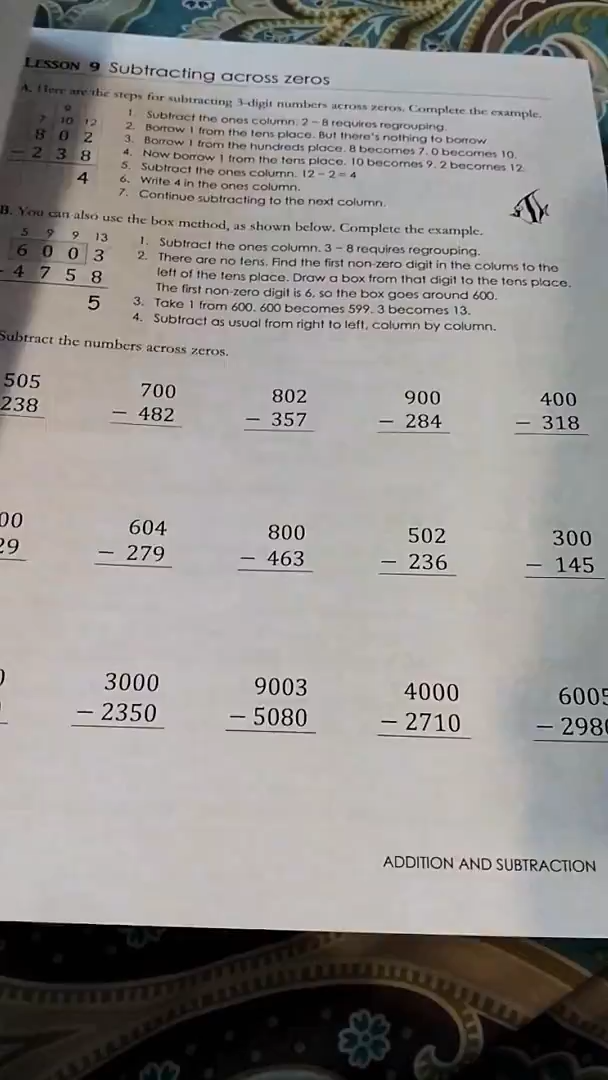 LESSON 9 Subtracting across zeros
A. Here are the steps for subtracting 3-digit numbers across zeros. Complete the example.
9
7 10 12
8 0 2
- 2 3 8
4
1. Subtract the ones column. 2 – 8 requires regrouping.
2. Borrow 1 from the tens place. But there's nothing to borrow
3. Borrow 1 from the hundreds place. 8 becomes 7. 0 becomes 10.
4. Now borrow 1 from the tens place. 10 becomes 9. 2 becomes 12.
5. Subtract the ones column. 12 – 2 = 4
6. Write 4 in the ones column.
7. Continue subtracting to the next column.
B. You can also use the box method, as shown below. Complete the example.
5 9 9 13
6 0 0 3
- 4 7 5 8
5
1. Subtract the ones column. 3 – 8 requires regrouping.
2. There are no tens. Find the first non-zero digit in the colums to the
left of the tens place. Draw a box from that digit to the tens place.
The first non-zero digit is 6, so the box goes around 600.
3. Take 1 from 600. 600 becomes 599. 3 becomes 13.
4. Subtract as usual from right to left, column by column.
Subtract the numbers across zeros.
505 700 802 900 400
238 – 482 – 357 – 284 – 318
00 604 800 502 300
29 – 279 – 463 – 236 – 145
3000 9003 4000 6005
– 2350 – 5080 – 2710 – 298
ADDITION AND SUBTRACTION